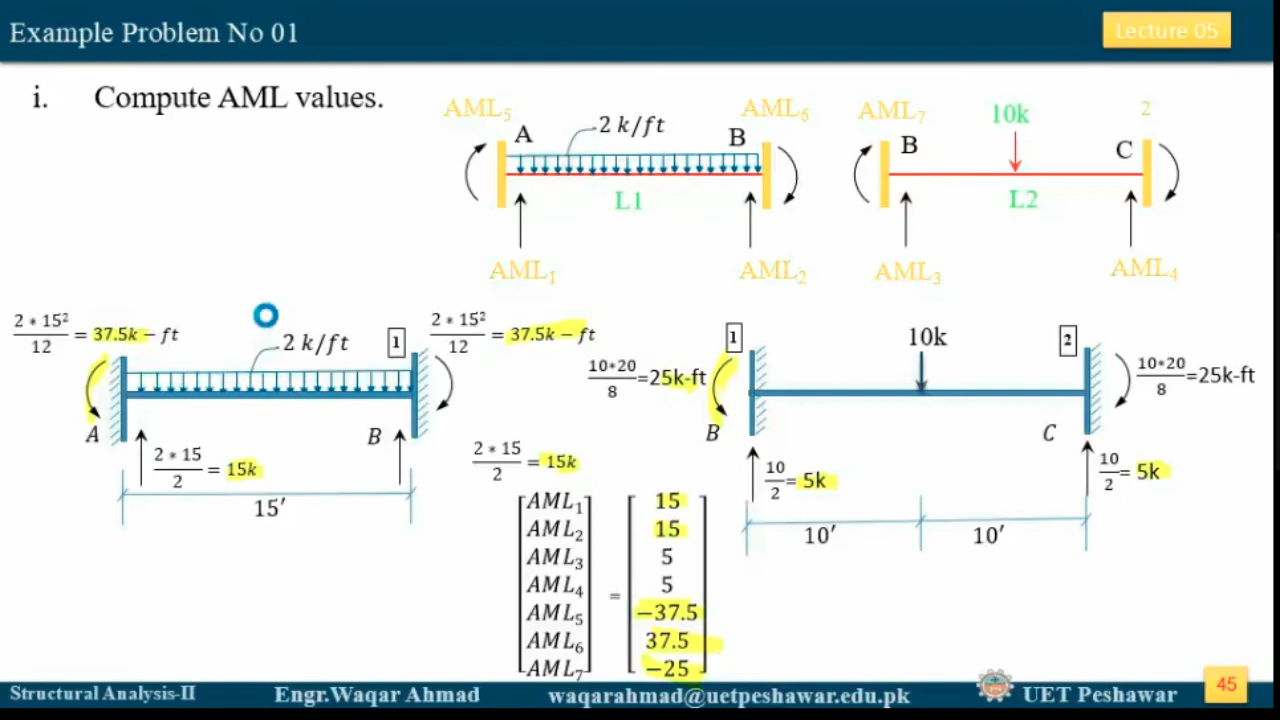 Example Problem No 01
Lecture 05
i. Compute AML values.
AML₅
A
2 k/ft
B
AML₆
L1
AML₁
AML₂
AML₇
B
10k
C
2
L2
AML₃
AML₄
2 * 15²/12 = 37.5k − ft
2 k/ft
1
2 * 15²/12 = 37.5k − ft
A
B
2 * 15/2 = 15k
2 * 15/2 = 15k
15′
1
10k
2
10*20/8=25k-ft
10*20/8=25k-ft
B
C
10/2= 5k
10/2= 5k
10′
10′
AML₁
AML₂
AML₃
AML₄
AML₅
AML₆
AML₇
=
15
15
5
5
−37.5
37.5
−25
Structural Analysis-II
Engr.Waqar Ahmad
waqarahmad@uetpeshawar.edu.pk
UET Peshawar
45